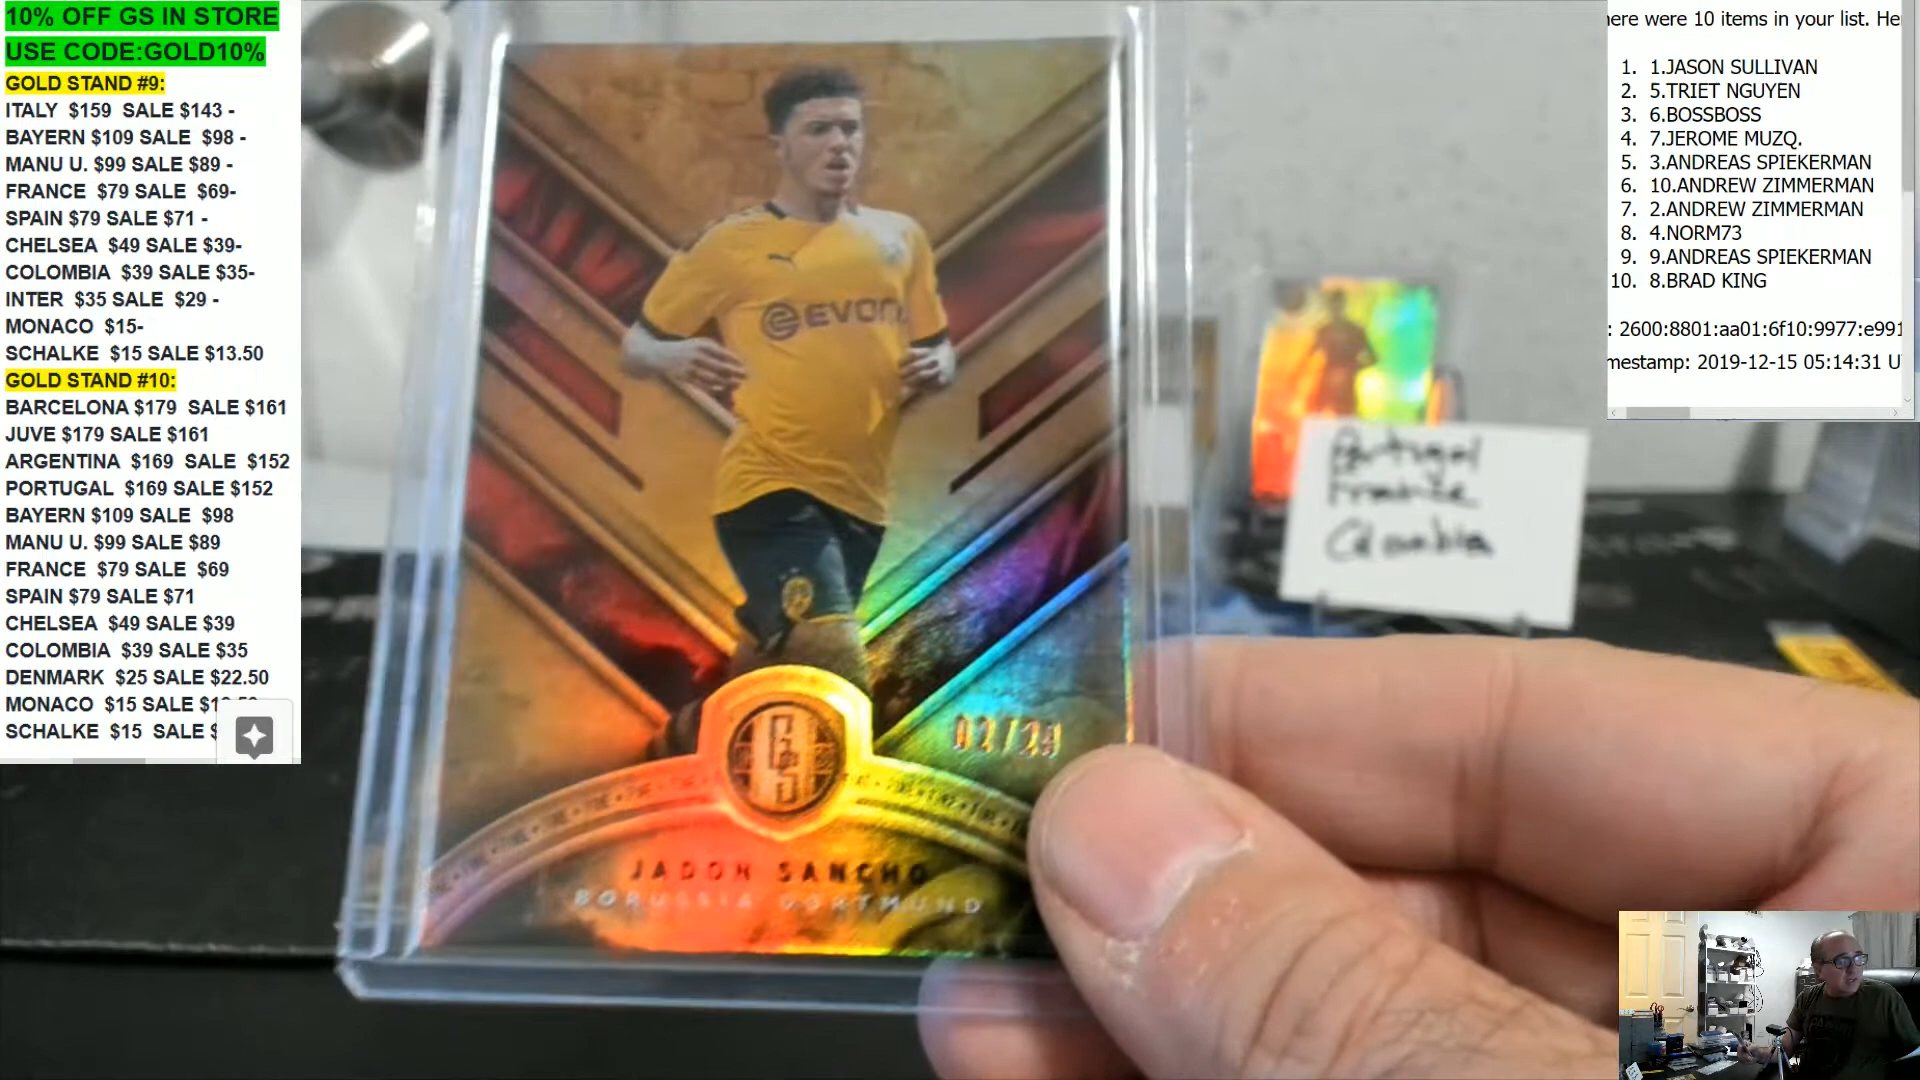 10% OFF GS IN STORE
USE CODE:GOLD10%
GOLD STAND #9:
ITALY $159 SALE $143 -
BAYERN $109 SALE $98 -
MANU U. $99 SALE $89 -
FRANCE $79 SALE $69-
SPAIN $79 SALE $71 -
CHELSEA $49 SALE $39-
COLOMBIA $39 SALE $35-
INTER $35 SALE $29 -
MONACO $15-
SCHALKE $15 SALE $13.50
GOLD STAND #10:
BARCELONA $179 SALE $161
JUVE $179 SALE $161
ARGENTINA $169 SALE $152
PORTUGAL $169 SALE $152
BAYERN $109 SALE $98
MANU U. $99 SALE $89
FRANCE $79 SALE $69
SPAIN $79 SALE $71
CHELSEA $49 SALE $39
COLOMBIA $39 SALE $35
DENMARK $25 SALE $22.50
MONACO $15 SALE
SCHALKE $15 SALE $
EVON
GS
JADON SANCHO
BORUSSIA DORTMUND
Portugal
France
Colombia
ere were 10 items in your list. He
1. 1.JASON SULLIVAN
2. 5.TRIET NGUYEN
3. 6.BOSSBOSS
4. 7.JEROME MUZQ.
5. 3.ANDREAS SPIEKERMAN
6. 10.ANDREW ZIMMERMAN
7. 2.ANDREW ZIMMERMAN
8. 4.NORM73
9. 9.ANDREAS SPIEKERMAN
10. 8.BRAD KING
: 2600:8801:aa01:6f10:9977:e991
mestamp: 2019-12-15 05:14:31 U